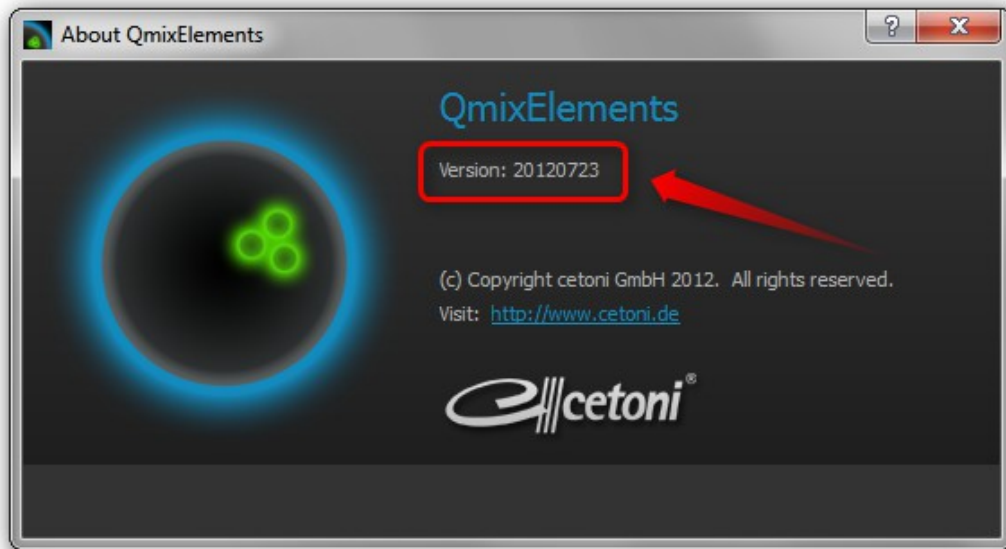 About QmixElements
QmixElements
Version: 20120723
(c) Copyright cetoni GmbH 2012. All rights reserved.
Visit: http://www.cetoni.de
cetoni®